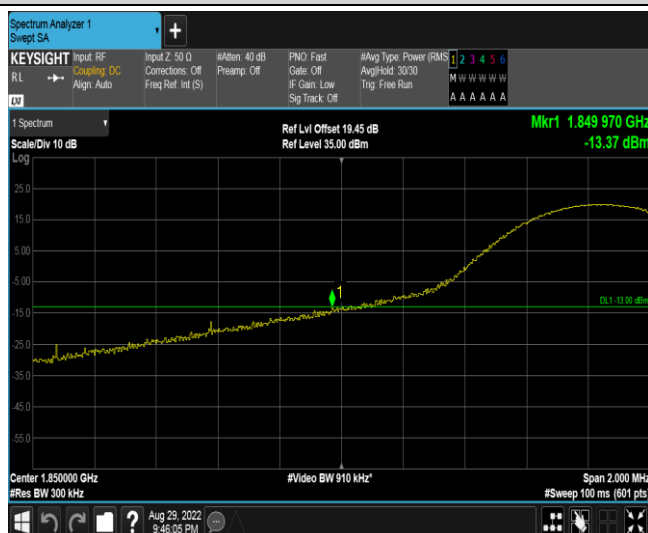 Spectrum Analyzer 1
Swept SA
+
KEYSIGHT
RL
Input: RF
Coupling: DC
Align: Auto
Input Z: 50 Ω
Corrections: Off
Freq Ref: Int (S)
#Atten: 40 dB
Preamp: Off
PNO: Fast
Gate: Off
IF Gain: Low
Sig Track: Off
#Avg Type: Power (RMS
Avg|Hold: 30/30
Trig: Free Run
1 2 3 4 5 6
M W W W W W
A A A A A A
LXI
1 Spectrum
Scale/Div 10 dB
Ref Lvl Offset 19.45 dB
Ref Level 35.00 dBm
Mkr1 1.849 970 GHz
-13.37 dBm
Log
25.0
15.0
5.00
-5.00
-15.0
-25.0
-35.0
-45.0
-55.0
1
DL1 -13.00 dBm
Center 1.850000 GHz
#Res BW 300 kHz
#Video BW 910 kHz*
Span 2.000 MHz
#Sweep 100 ms (601 pts)
?
Aug 29, 2022
9:46:05 PM